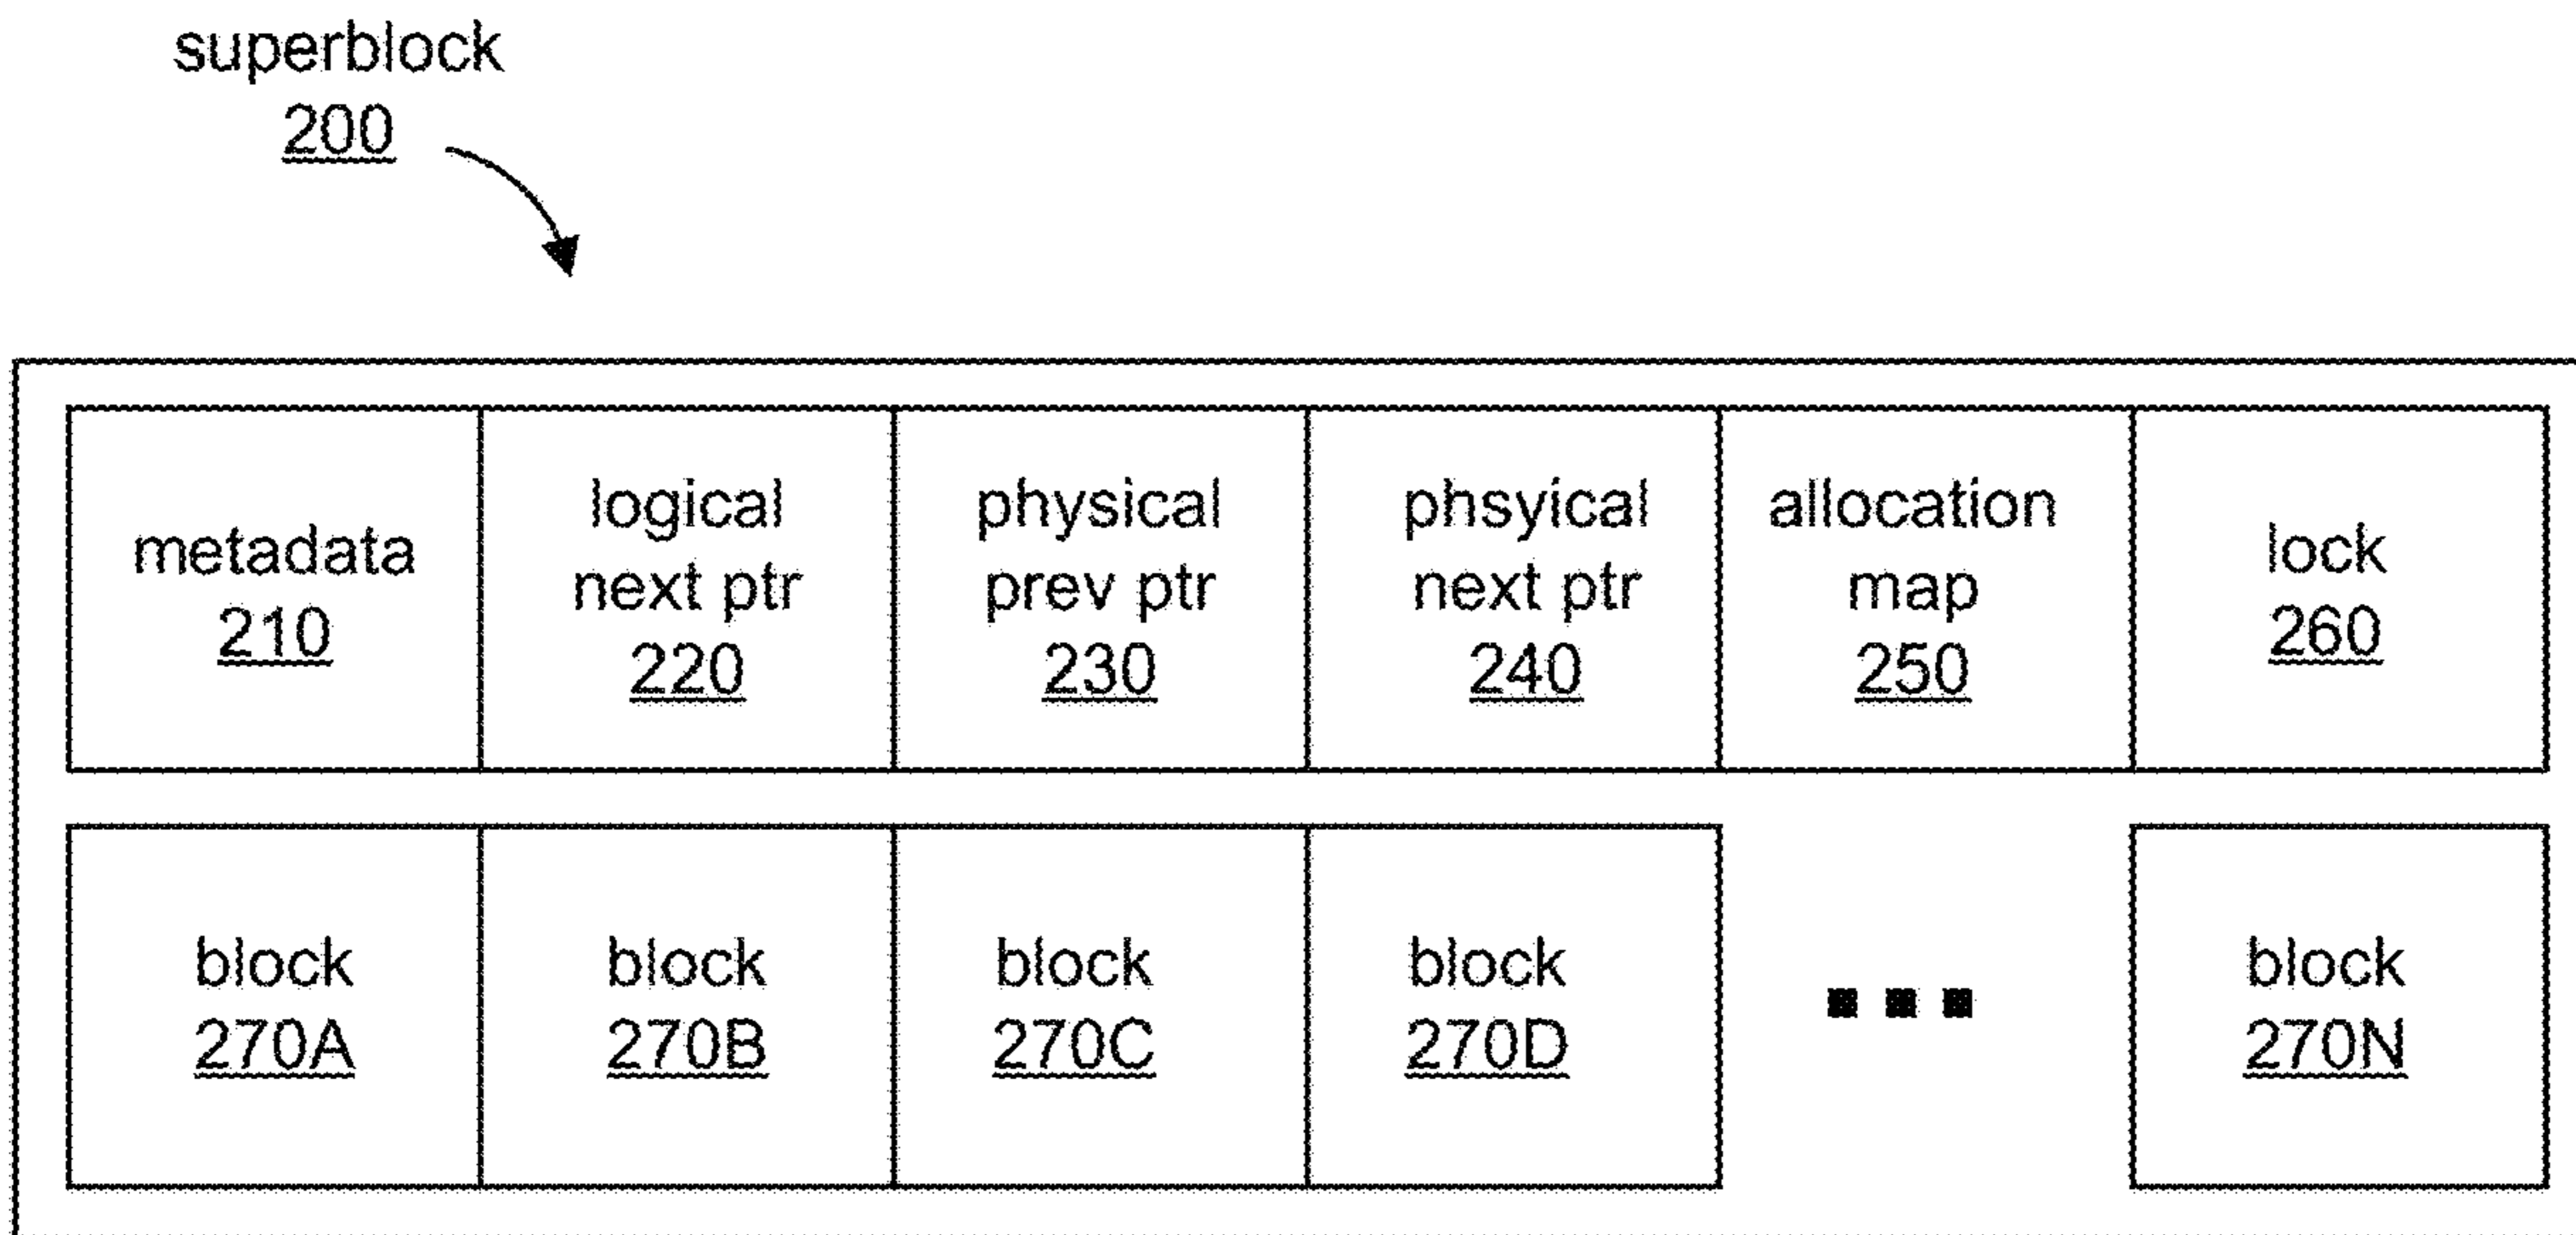 superblock
200
metadata
210
logical
next ptr
220
physical
prev ptr
230
phsyical
next ptr
240
allocation
map
250
lock
260
block
270A
block
270B
block
270C
block
270D
block
270N